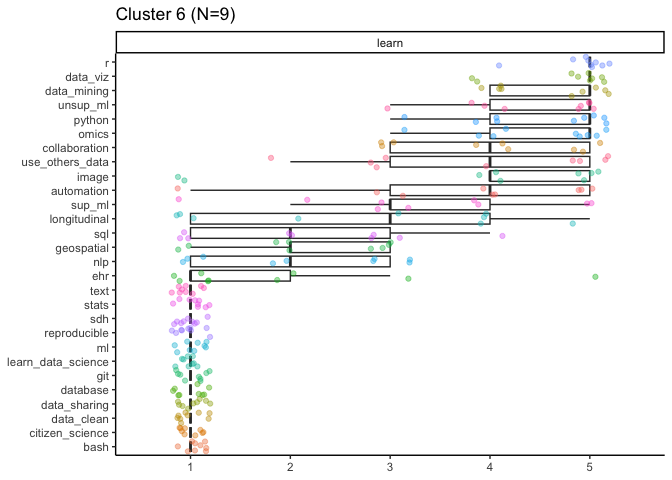 Cluster 6 (N=9)
learn
r
data_viz
data_mining
unsup_ml
python
omics
collaboration
use_others_data
image
automation
sup_ml
longitudinal
sql
geospatial
nlp
ehr
text
stats
sdh
reproducible
ml
learn_data_science
git
database
data_sharing
data_clean
citizen_science
bash
1 2 3 4 5